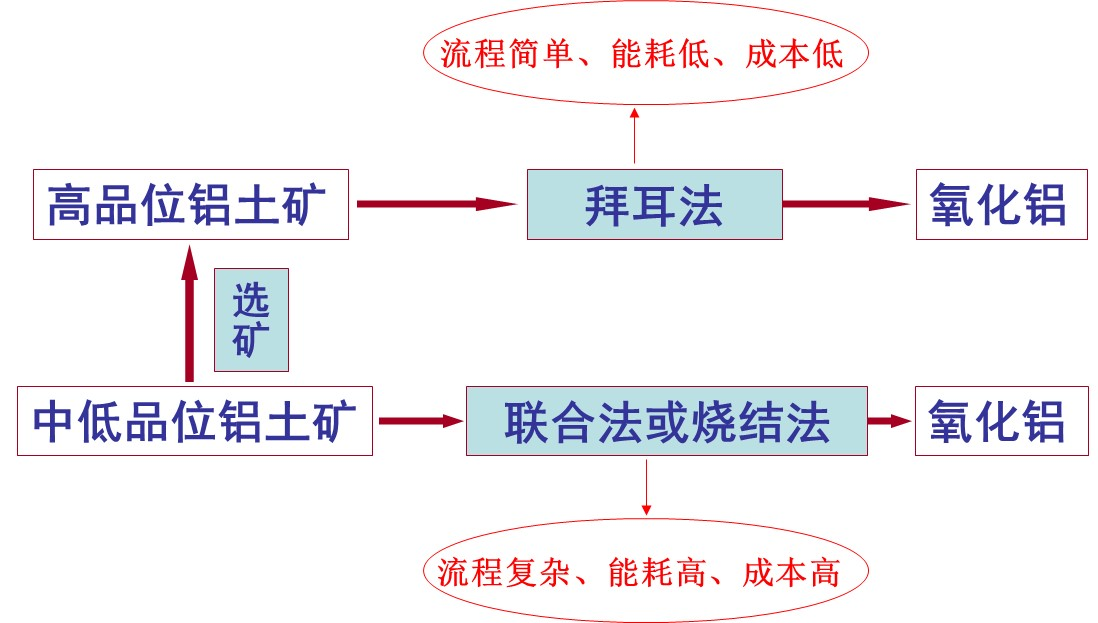 流程简单、能耗低、成本低
高品位铝土矿
拜耳法
氧化铝
选
矿
中低品位铝土矿
联合法或烧结法
氧化铝
流程复杂、能耗高、成本高